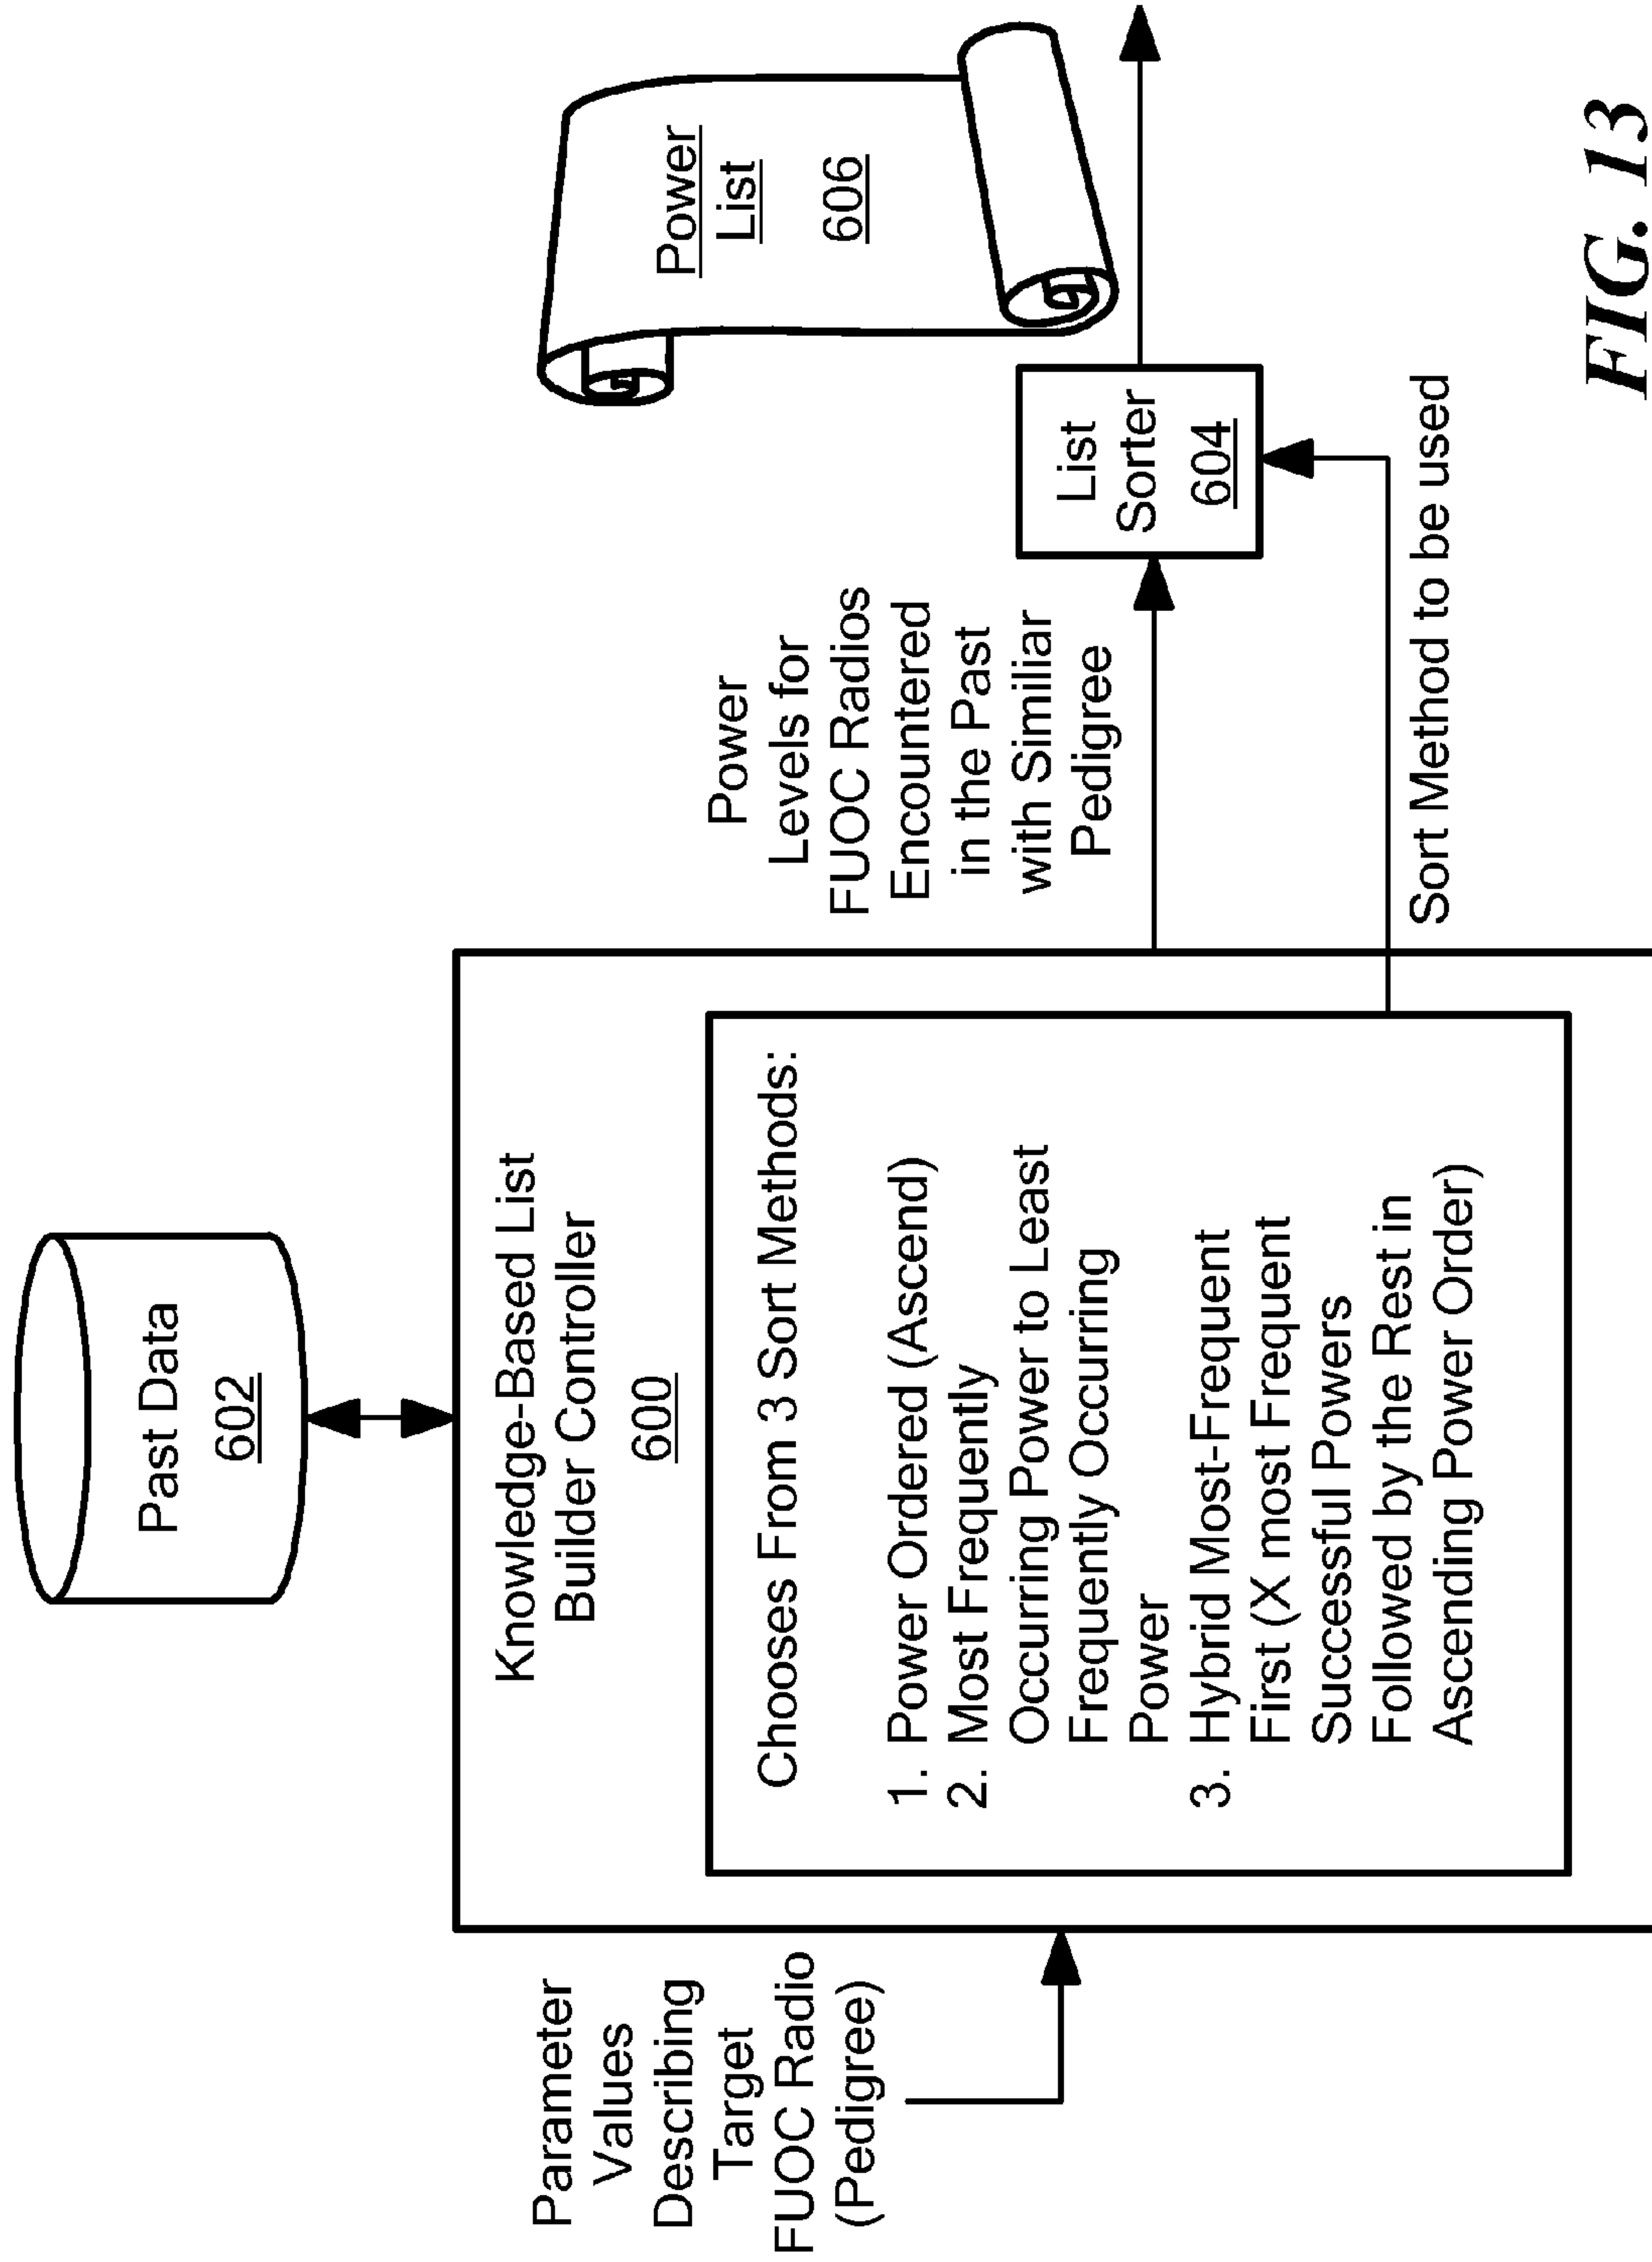 Past Data
602
Parameter
Values
Describing
Target
FUOC Radio
(Pedigree)
Knowledge-Based List
Builder Controller
600
Chooses From 3 Sort Methods:
1. Power Ordered (Ascend)
2. Most Frequently
Occurring Power to Least
Frequently Occurring
Power
3. Hybrid Most-Frequent
First (X most Frequent
Successful Powers
Followed by the Rest in
Ascending Power Order)
Power
Levels for
FUOC Radios
Encountered
in the Past
with Similiar
Pedigree
Sort Method to be used
List
Sorter
604
Power
List
606
FIG. 13